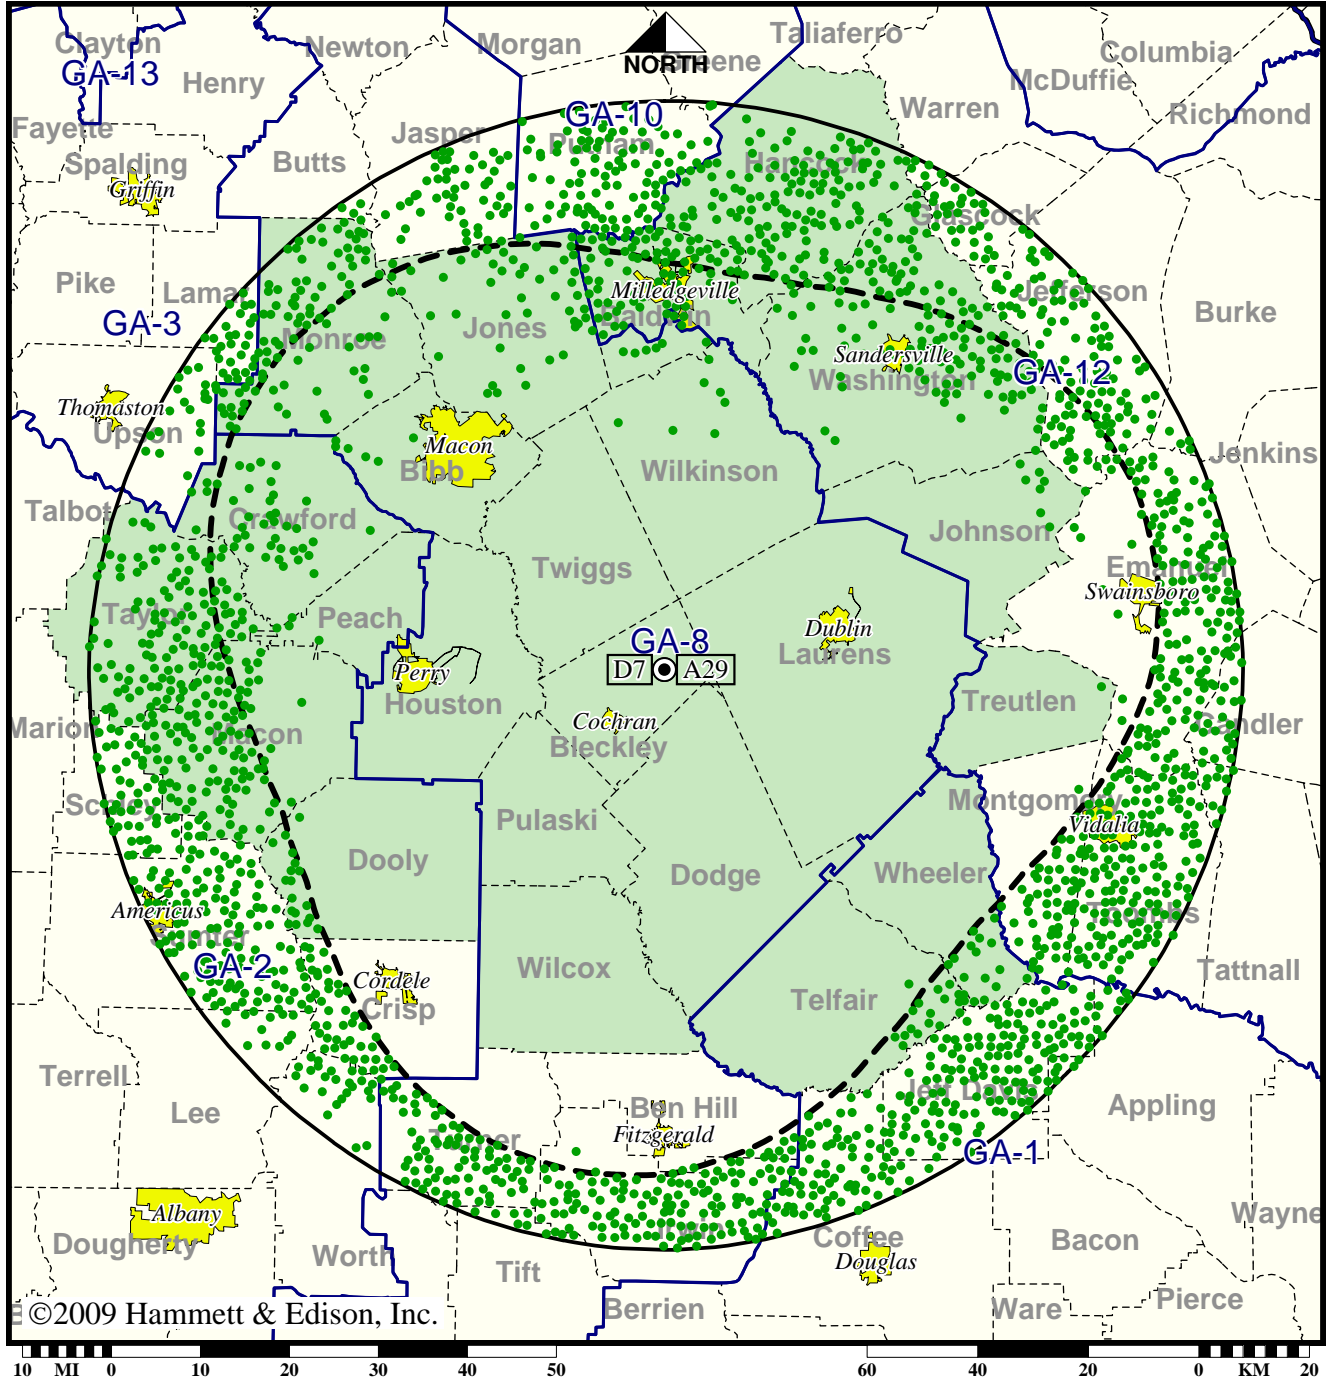 Clayton
Newton
Morgan
Greene
Taliaferro
Columbia
GA-13
Henry
NORTH
McDuffie
Warren
Richmond
GA-10
Fayette
Jasper
Putnam
Spalding
Butts
Hancock
Griffin
Glascock
Pike
Lamar
Milledgeville
Jefferson
GA-3
Baldwin
Burke
Monroe
Jones
Sandersville
Washington
GA-12
Thomaston
Upson
Macon
Bibb
Wilkinson
Jenkins
Talbot
Crawford
Johnson
Twiggs
Emanuel
Swainsboro
Taylor
Peach
Dublin
GA-8
Laurens
D7
A29
Perry
Houston
Treutlen
Marion
Macon
Cochran
Bleckley
Candler
Schley
Pulaski
Montgomery
Vidalia
Dooly
Dodge
Wheeler
Americus
Sumter
Toombs
GA-2
Wilcox
Cordele
Crisp
Telfair
Tattnall
Terrell
Lee
Ben Hill
Jeff Davis
Appling
Turner
Fitzgerald
GA-1
Albany
Dougherty
Worth
Tift
Irwin
Coffee
Douglas
Bacon
Wayne
©2009 Hammett & Edison, Inc.
Berrien
Ware
Pierce
10 MI 0 10 20 30 40 50 60 40 20 0 KM 20